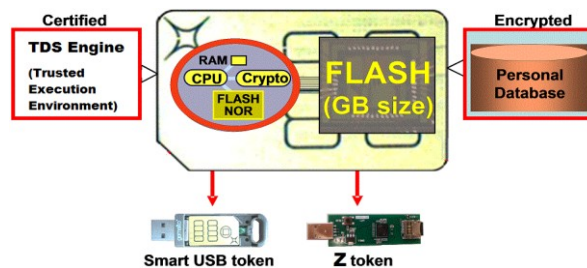 Certified
TDS Engine
(Trusted
Execution
Environment)
RAM
CPU
Crypto
FLASH
NOR
FLASH
(GB size)
Encrypted
Personal
Database
Smart USB token
Z token